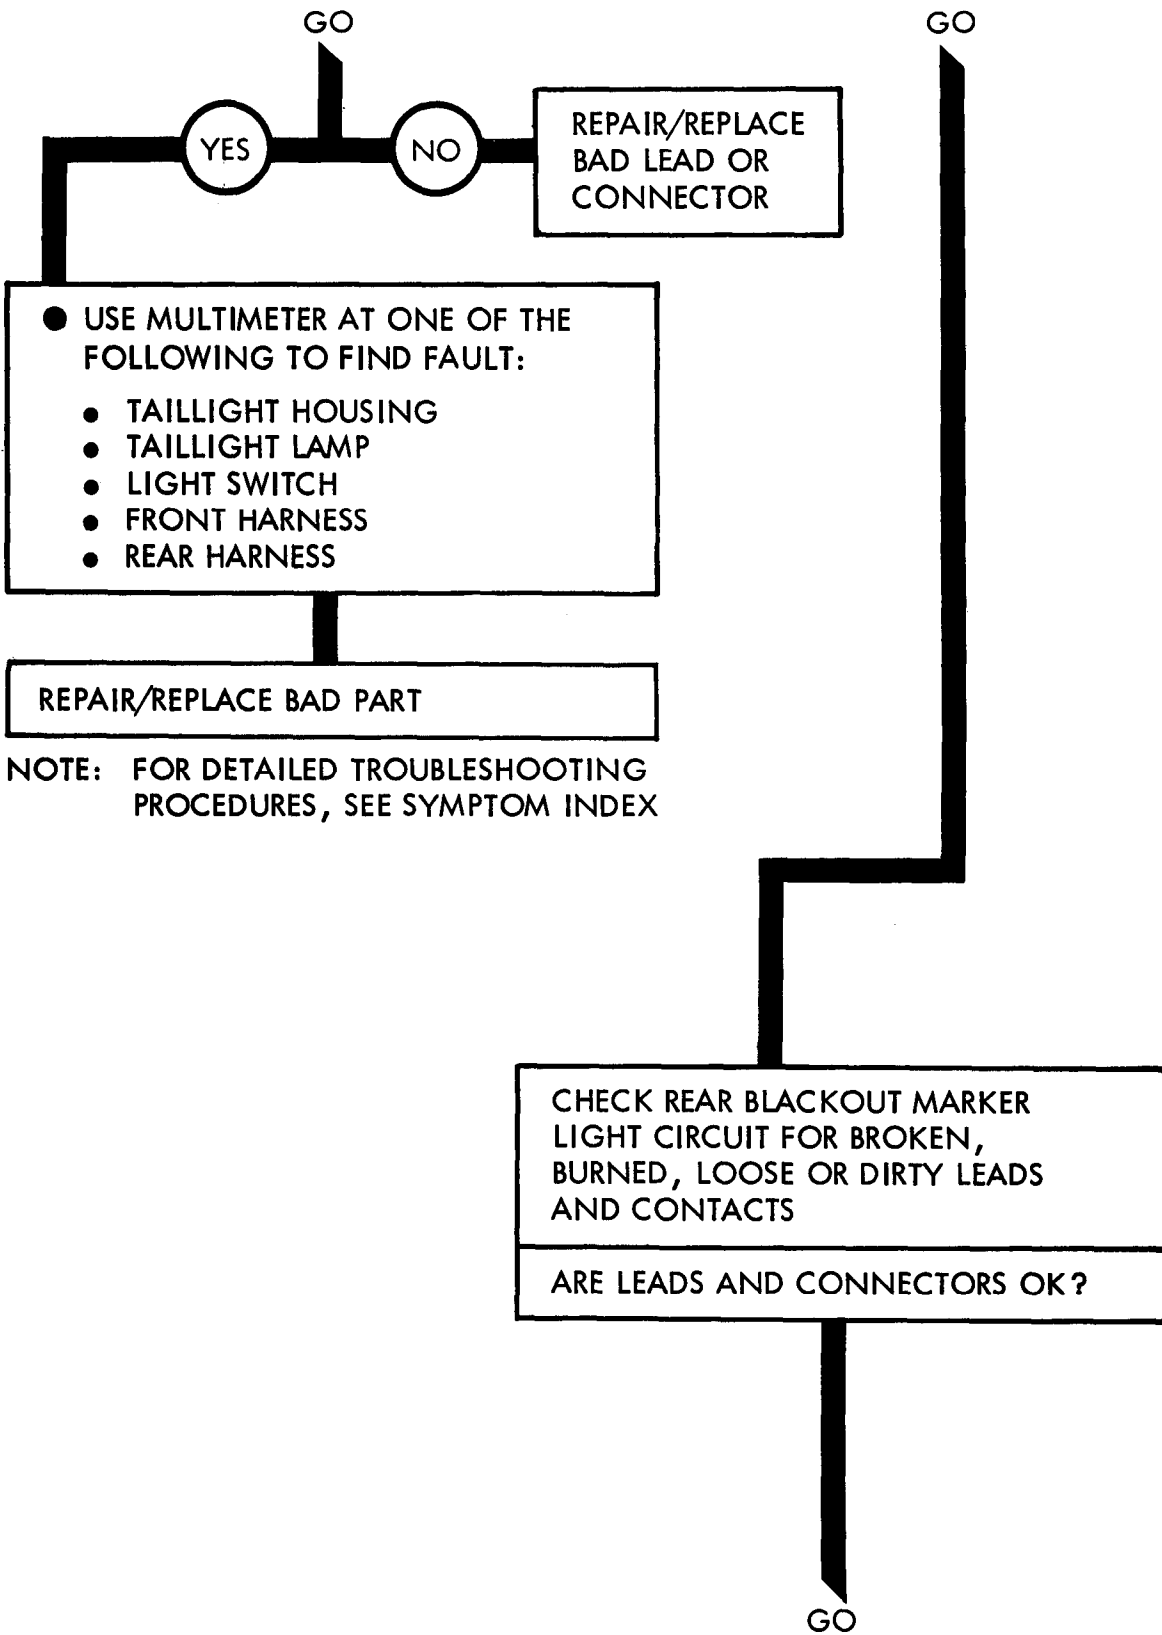 GO
GO
YES
NO
REPAIR/REPLACE
BAD LEAD OR
CONNECTOR
● USE MULTIMETER AT ONE OF THE
FOLLOWING TO FIND FAULT:
● TAILLIGHT HOUSING
● TAILLIGHT LAMP
● LIGHT SWITCH
● FRONT HARNESS
● REAR HARNESS
REPAIR/REPLACE BAD PART
NOTE: FOR DETAILED TROUBLESHOOTING
PROCEDURES, SEE SYMPTOM INDEX
CHECK REAR BLACKOUT MARKER
LIGHT CIRCUIT FOR BROKEN,
BURNED, LOOSE OR DIRTY LEADS
AND CONTACTS
ARE LEADS AND CONNECTORS OK?
GO